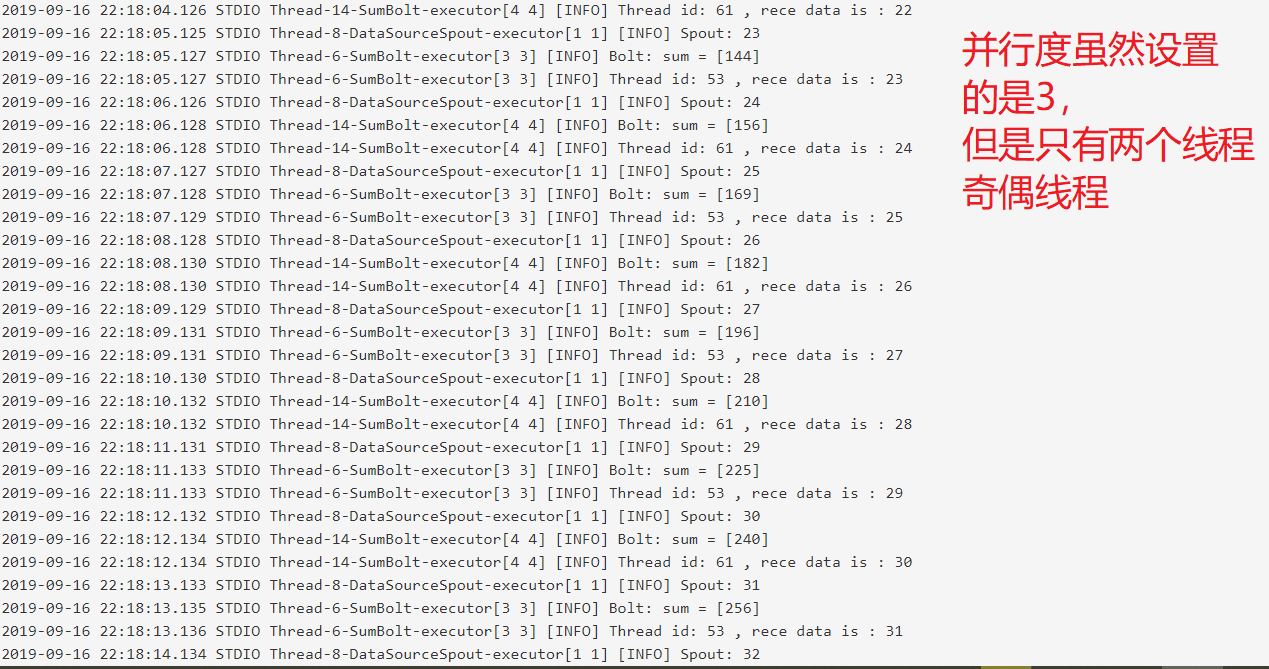 2019-09-16 22:18:04.126 STDIO Thread-14-SumBolt-executor[4 4] [INFO] Thread id: 61 , rece data is : 22
2019-09-16 22:18:05.125 STDIO Thread-8-DataSourceSpout-executor[1 1] [INFO] Spout: 23
2019-09-16 22:18:05.127 STDIO Thread-6-SumBolt-executor[3 3] [INFO] Bolt: sum = [144]
2019-09-16 22:18:05.127 STDIO Thread-6-SumBolt-executor[3 3] [INFO] Thread id: 53 , rece data is : 23
2019-09-16 22:18:06.126 STDIO Thread-8-DataSourceSpout-executor[1 1] [INFO] Spout: 24
2019-09-16 22:18:06.128 STDIO Thread-14-SumBolt-executor[4 4] [INFO] Bolt: sum = [156]
2019-09-16 22:18:06.128 STDIO Thread-14-SumBolt-executor[4 4] [INFO] Thread id: 61 , rece data is : 24
2019-09-16 22:18:07.127 STDIO Thread-8-DataSourceSpout-executor[1 1] [INFO] Spout: 25
2019-09-16 22:18:07.128 STDIO Thread-6-SumBolt-executor[3 3] [INFO] Bolt: sum = [169]
2019-09-16 22:18:07.129 STDIO Thread-6-SumBolt-executor[3 3] [INFO] Thread id: 53 , rece data is : 25
2019-09-16 22:18:08.128 STDIO Thread-8-DataSourceSpout-executor[1 1] [INFO] Spout: 26
2019-09-16 22:18:08.130 STDIO Thread-14-SumBolt-executor[4 4] [INFO] Bolt: sum = [182]
2019-09-16 22:18:08.130 STDIO Thread-14-SumBolt-executor[4 4] [INFO] Thread id: 61 , rece data is : 26
2019-09-16 22:18:09.129 STDIO Thread-8-DataSourceSpout-executor[1 1] [INFO] Spout: 27
2019-09-16 22:18:09.131 STDIO Thread-6-SumBolt-executor[3 3] [INFO] Bolt: sum = [196]
2019-09-16 22:18:09.131 STDIO Thread-6-SumBolt-executor[3 3] [INFO] Thread id: 53 , rece data is : 27
2019-09-16 22:18:10.130 STDIO Thread-8-DataSourceSpout-executor[1 1] [INFO] Spout: 28
2019-09-16 22:18:10.132 STDIO Thread-14-SumBolt-executor[4 4] [INFO] Bolt: sum = [210]
2019-09-16 22:18:10.132 STDIO Thread-14-SumBolt-executor[4 4] [INFO] Thread id: 61 , rece data is : 28
2019-09-16 22:18:11.131 STDIO Thread-8-DataSourceSpout-executor[1 1] [INFO] Spout: 29
2019-09-16 22:18:11.133 STDIO Thread-6-SumBolt-executor[3 3] [INFO] Bolt: sum = [225]
2019-09-16 22:18:11.133 STDIO Thread-6-SumBolt-executor[3 3] [INFO] Thread id: 53 , rece data is : 29
2019-09-16 22:18:12.132 STDIO Thread-8-DataSourceSpout-executor[1 1] [INFO] Spout: 30
2019-09-16 22:18:12.134 STDIO Thread-14-SumBolt-executor[4 4] [INFO] Bolt: sum = [240]
2019-09-16 22:18:12.134 STDIO Thread-14-SumBolt-executor[4 4] [INFO] Thread id: 61 , rece data is : 30
2019-09-16 22:18:13.133 STDIO Thread-8-DataSourceSpout-executor[1 1] [INFO] Spout: 31
2019-09-16 22:18:13.135 STDIO Thread-6-SumBolt-executor[3 3] [INFO] Bolt: sum = [256]
2019-09-16 22:18:13.136 STDIO Thread-6-SumBolt-executor[3 3] [INFO] Thread id: 53 , rece data is : 31
2019-09-16 22:18:14.134 STDIO Thread-8-DataSourceSpout-executor[1 1] [INFO] Spout: 32
并行度虽然设置
的是3，
但是只有两个线程
奇偶线程